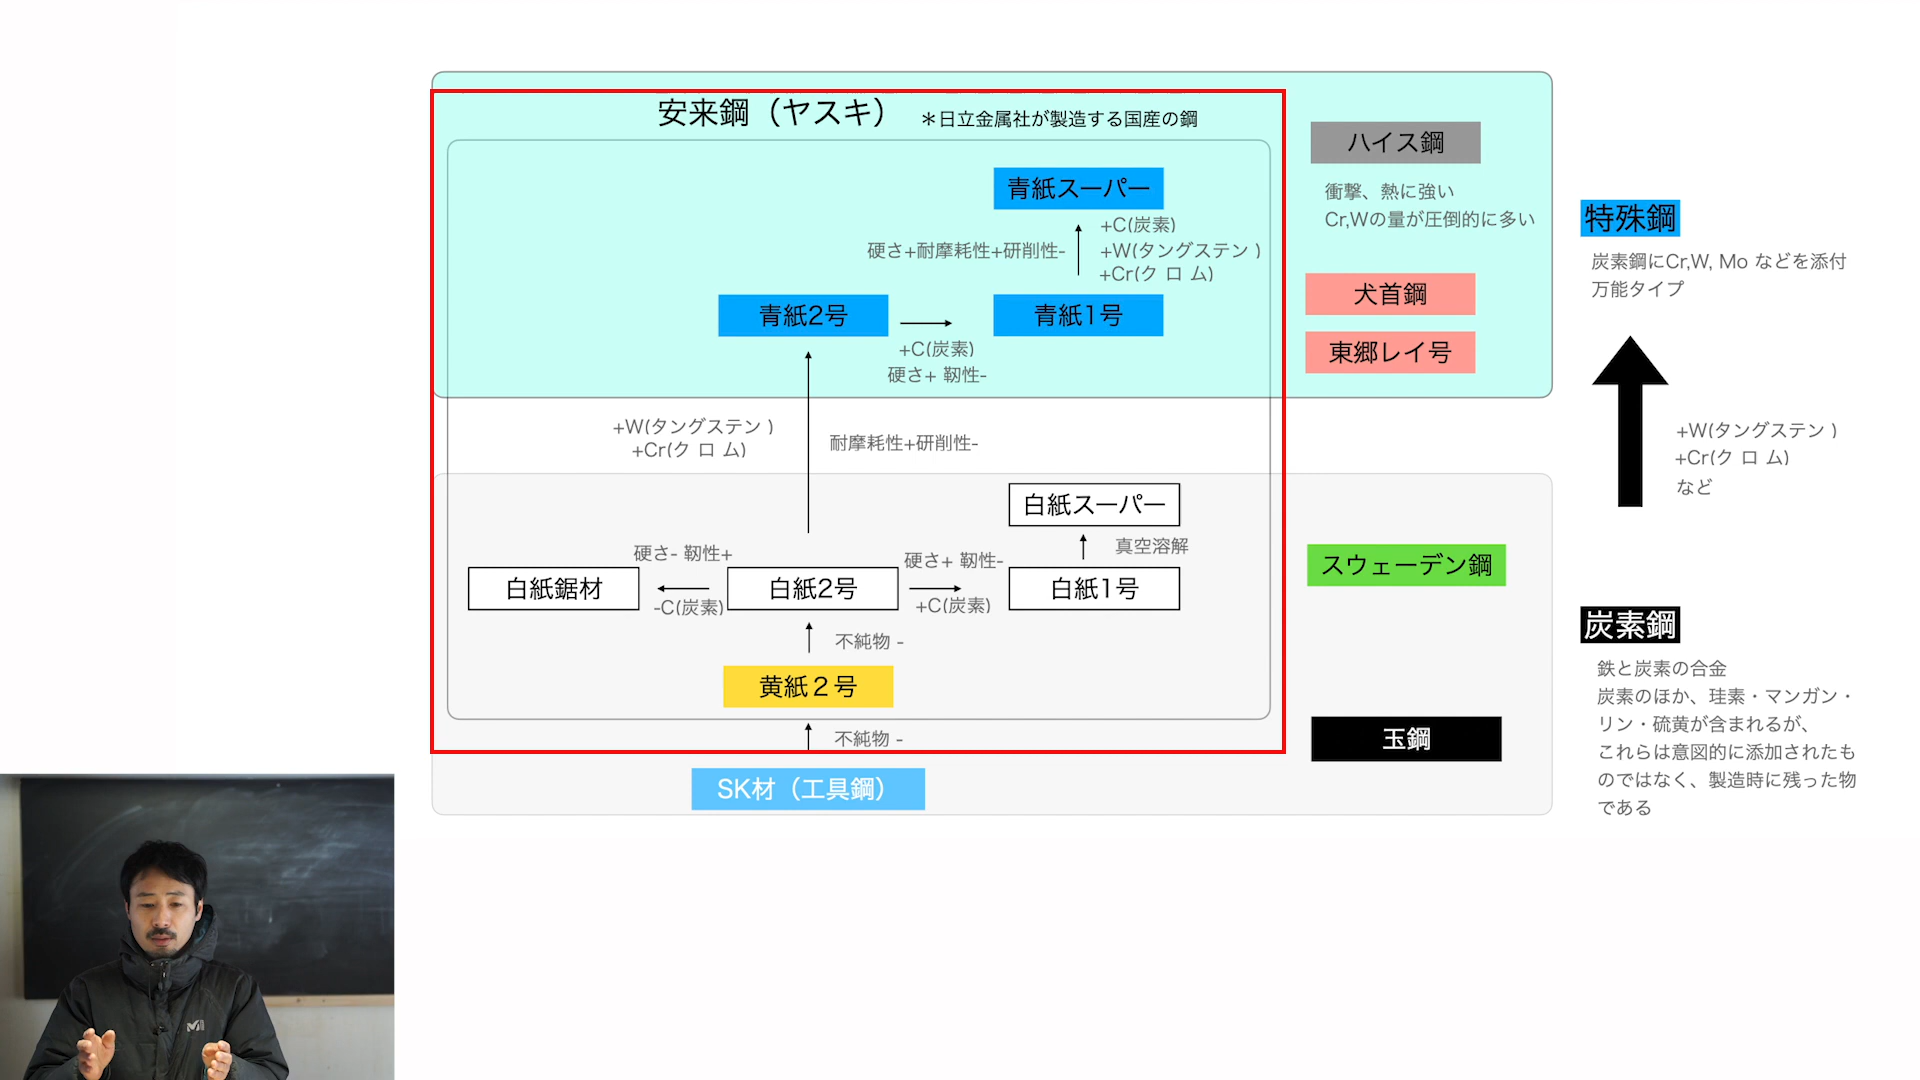 安来鋼（ヤスキ）
＊日立金属社が製造する国産の鋼
青紙スーパー
硬さ+耐摩耗性+研削性-
+C(炭素)
+W(タングステン )
+Cr(ク ロ ム)
青紙2号
+C(炭素)
硬さ+ 靭性-
青紙1号
+W(タングステン )
+Cr(ク ロ ム)
耐摩耗性+研削性-
白紙スーパー
真空溶解
白紙鋸材
硬さ- 靭性+
-C(炭素)
白紙2号
硬さ+ 靭性-
+C(炭素)
白紙1号
不純物 -
黄紙２号
不純物 -
SK材（工具鋼）
ハイス鋼
衝撃、熱に強い
Cr,Wの量が圧倒的に多い
犬首鋼
東郷レイ号
スウェーデン鋼
玉鋼
特殊鋼
炭素鋼にCr,W, Mo などを添付
万能タイプ
+W(タングステン )
+Cr(ク ロ ム)
など
炭素鋼
鉄と炭素の合金
炭素のほか、珪素・マンガン・
リン・硫黄が含まれるが、
これらは意図的に添加されたも
のではなく、製造時に残った物
である